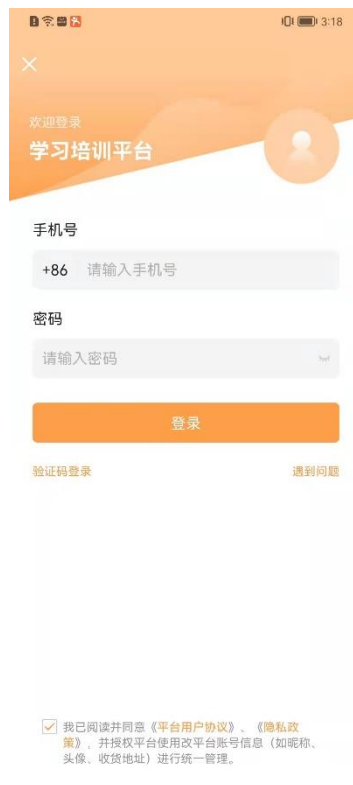 3:18
欢迎登录
学习培训平台
手机号
+86 请输入手机号
密码
请输入密码
登录
验证码登录 遇到问题
我已阅读并同意《平台用户协议》、《隐私政
策》，并授权平台使用改平台账号信息（如昵称、
头像、收货地址）进行统一管理。